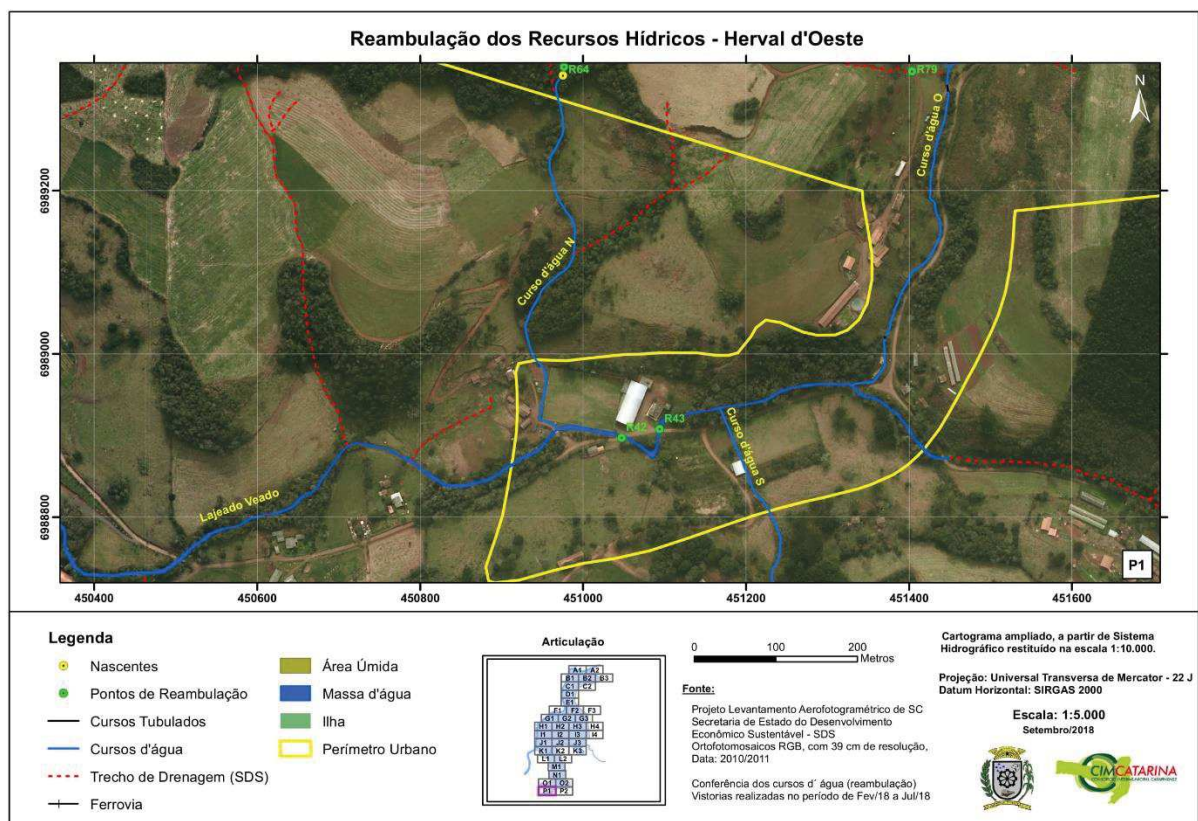 Reambulação dos Recursos Hídricos - Herval d'Oeste
R64
R79
N
Curso d'água O
6989200
Curso d'água N
6989000
R43
R42
Curso d'água S
Lajeado Veado
6988800
P1
450400 450600 450800 451000 451200 451400 451600
Legenda
Nascentes
Pontos de Reambulação
Cursos Tubulados
Cursos d'água
Trecho de Drenagem (SDS)
Ferrovia
Área Úmida
Massa d'água
Ilha
Perímetro Urbano
Articulação
A1 A2
B1 B2 B3
C1 C2
D1
E1
F1 F2 F3
G1 G2 G3
H1 H2 H3 H4
I1 I2 I3 I4
J1 J2 J3
K1 K2 K3
L1 L2
M1
N1
O1 O2
P1 P2
0 100 200
Metros
Fonte:
Projeto Levantamento Aerofotogramétrico de SC
Secretaria de Estado do Desenvolvimento
Econômico Sustentável - SDS
Ortofotomosaicos RGB, com 39 cm de resolução,
Data: 2010/2011
Conferência dos cursos d´ água (reambulação)
Vistorias realizadas no período de Fev/18 a Jul/18
Cartograma ampliado, a partir de Sistema
Hidrográfico restituído na escala 1:10.000.
Projeção: Universal Transversa de Mercator - 22 J
Datum Horizontal: SIRGAS 2000
Escala: 1:5.000
Setembro/2018
CIMCATARINA